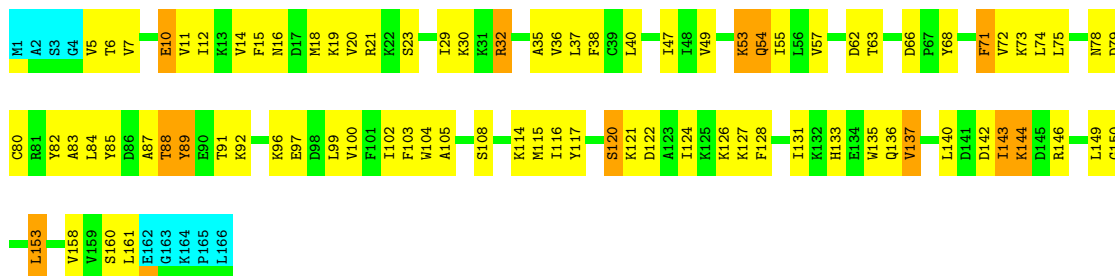 M1 A2 S3 G4 V5 T6 V7 E10 V11 I12 K13 V14 F15 N16 D17 M18 K19 V20 R21 K22 S23 I29 K30 K31 R32 A35 V36 L37 F38 C39 L40 I47 I48 V49 K53 Q54 I55 L56 V57 D62 T63 D66 P67 Y68 F71 V72 K73 L74 L75 N78
C80 R81 Y82 A83 L84 Y85 D86 A87 T88 Y89 E90 T91 K92 K96 E97 D98 L99 V100 F101 I102 F103 W104 A105 S108 K114 M115 I116 Y117 S120 K121 D122 A123 I124 K125 K126 K127 F128 I131 K132 H133 E134 W135 Q136 V137 L140 D141 D142 I143 K144 D145 R146 L149
L153 V158 V159 S160 L161 E162 G163 K164 P165 L166